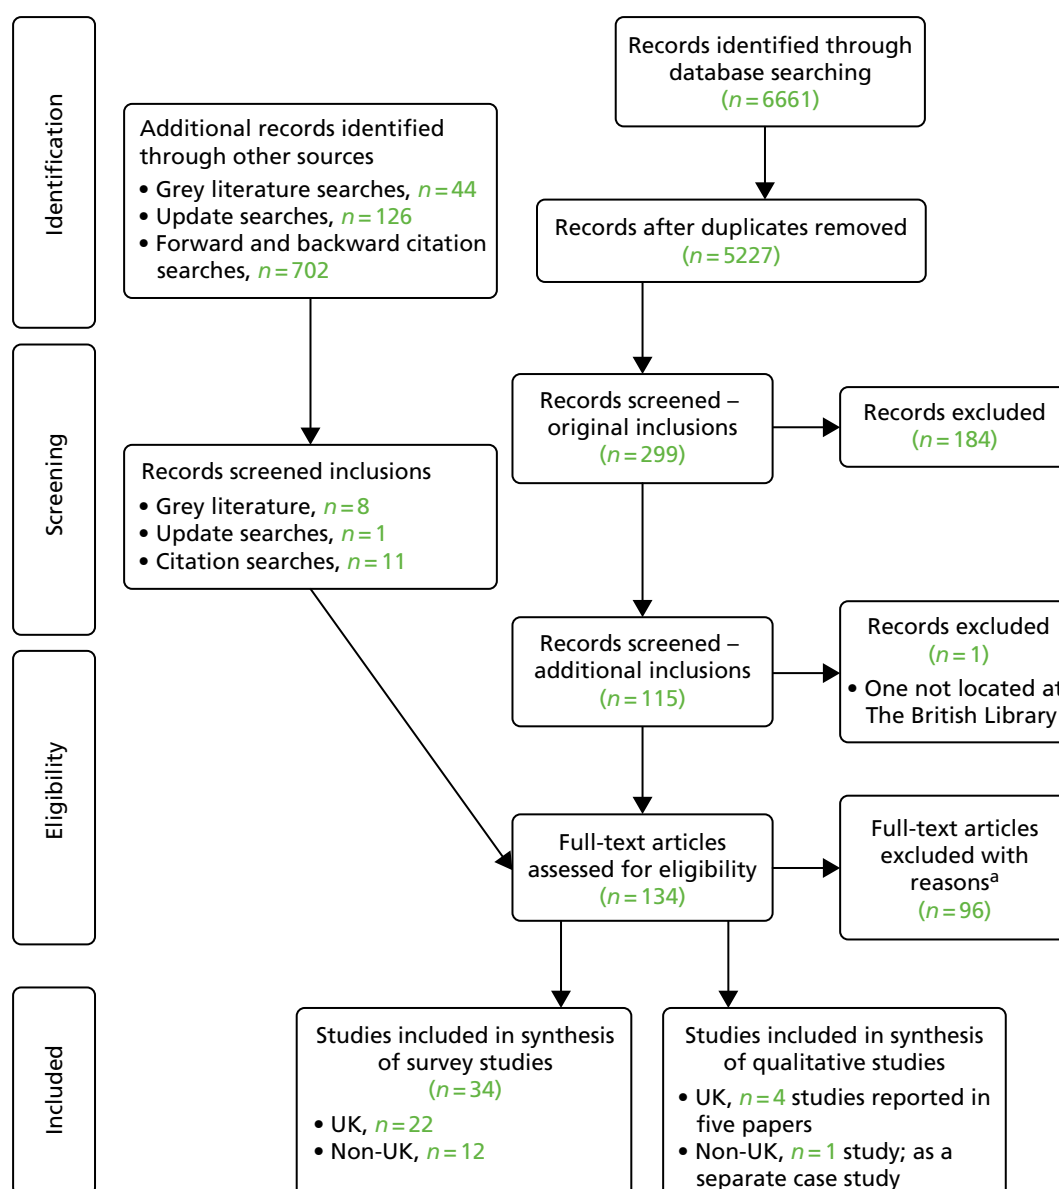 Identification
Records identified through
database searching
(n=6661)
Additional records identified
through other sources
• Grey literature searches, n=44
• Update searches, n=126
• Forward and backward citation
searches, n=702
Records after duplicates removed
(n=5227)
Screening
Records screened –
original inclusions
(n=299)
Records excluded
(n=184)
Records screened inclusions
• Grey literature, n=8
• Update searches, n=1
• Citation searches, n=11
Records screened –
additional inclusions
(n=115)
Records excluded
(n=1)
• One not located at
The British Library
Eligibility
Full-text articles
assessed for eligibility
(n=134)
Full-text articles
excluded with
reasonsᵃ
(n=96)
Included
Studies included in synthesis
of survey studies
(n=34)
• UK, n=22
• Non-UK, n=12
Studies included in synthesis
of qualitative studies
• UK, n=4 studies reported in
five papers
• Non-UK, n=1 study; as a
separate case study